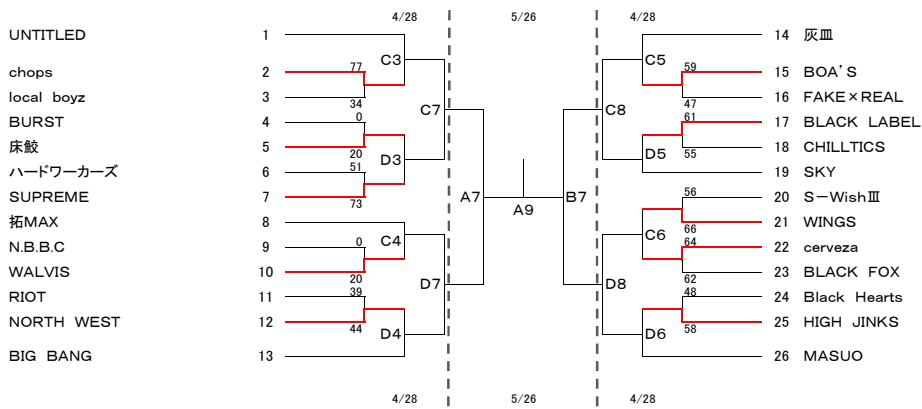 4/28 5/26 4/28
UNTITLED 1 14 灰皿
C3 C5
chops 2 77 59 15 BOA'S
local boyz 3 34 47 16 FAKE×REAL
C7 C8
BURST 4 0 61 17 BLACK LABEL
床鮫 5 20 55 18 CHILLTICS
D3 D5
ハードワーカーズ 6 51 19 SKY
SUPREME 7 73 56 20 S－WishⅢ
A7 A9 B7
拓MAX 8 66 21 WINGS
C4 C6
N.B.B.C 9 0 64 22 cerveza
WALVIS 10 20 62 23 BLACK FOX
D7 D8
RIOT 11 39 48 24 Black Hearts
NORTH WEST 12 44 58 25 HIGH JINKS
D4 D6
BIG BANG 13 26 MASUO
4/28 5/26 4/28